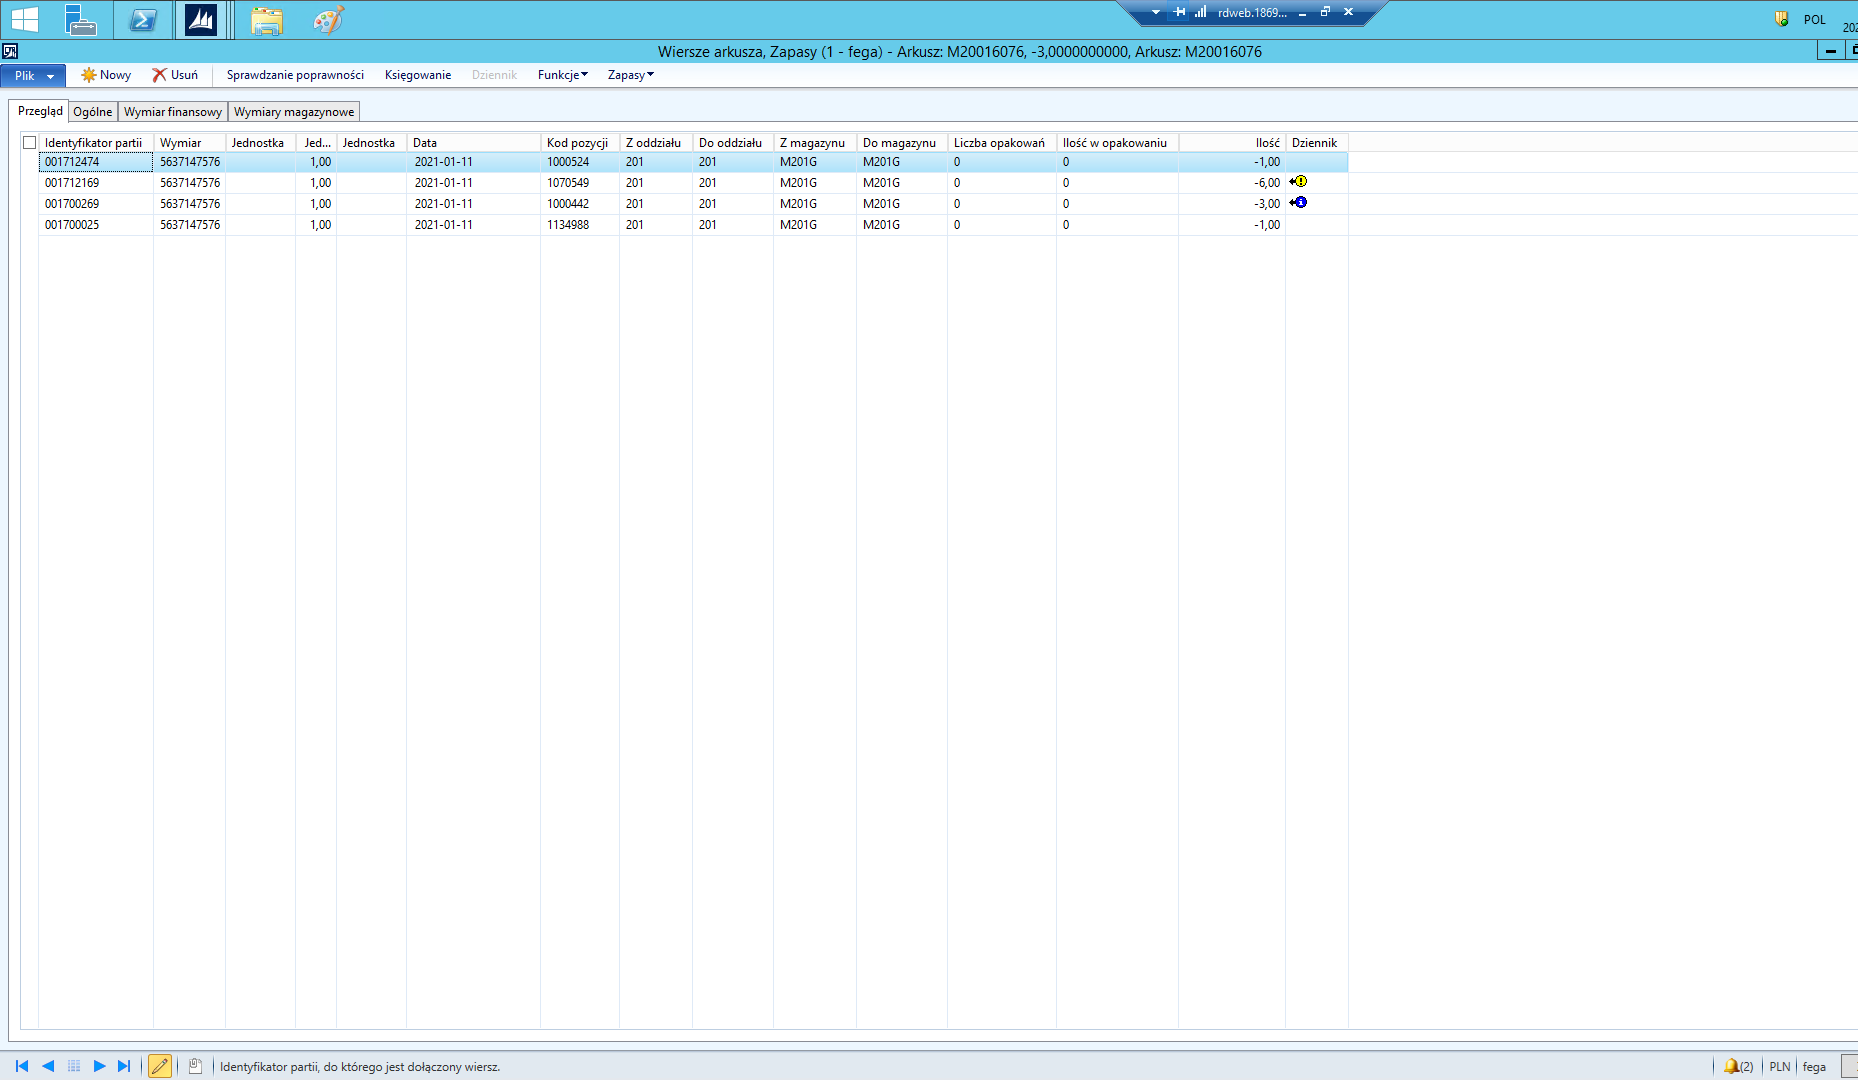 rdweb.1869...
POL
202
Wiersze arkusza, Zapasy (1 - fega) - Arkusz: M20016076, -3,0000000000, Arkusz: M20016076
Plik Nowy Usuń Sprawdzanie poprawności Księgowanie Dziennik Funkcje Zapasy
Przegląd Ogólne Wymiar finansowy Wymiary magazynowe
Identyfikator partii Wymiar Jednostka Jed... Jednostka Data Kod pozycji Z oddziału Do oddziału Z magazynu Do magazynu Liczba opakowań Ilość w opakowaniu Ilość Dziennik
001712474 5637147576 1,00 2021-01-11 1000524 201 201 M201G M201G 0 0 -1,00
001712169 5637147576 1,00 2021-01-11 1070549 201 201 M201G M201G 0 0 -6,00
001700269 5637147576 1,00 2021-01-11 1000442 201 201 M201G M201G 0 0 -3,00
001700025 5637147576 1,00 2021-01-11 1134988 201 201 M201G M201G 0 0 -1,00
Identyfikator partii, do którego jest dołączony wiersz. (2) PLN fega